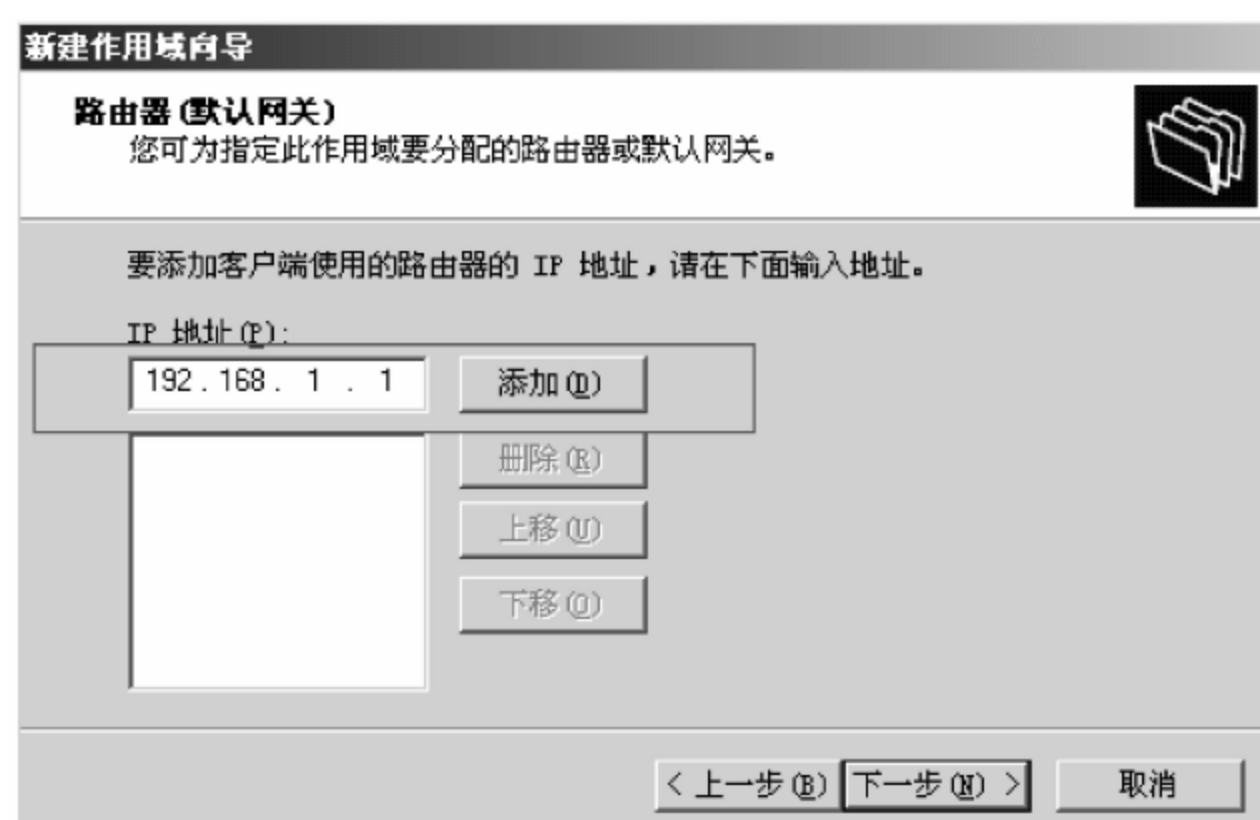 新建作用域向导
路由器(默认网关)
您可为指定此作用域要分配的路由器或默认网关。
要添加客户端使用的路由器的 IP 地址，请在下面输入地址。
IP 地址(P):
192.168. 1 . 1 添加(D)
删除(R)
上移(U)
下移(O)
< 上一步(B) 下一步(N) > 取消